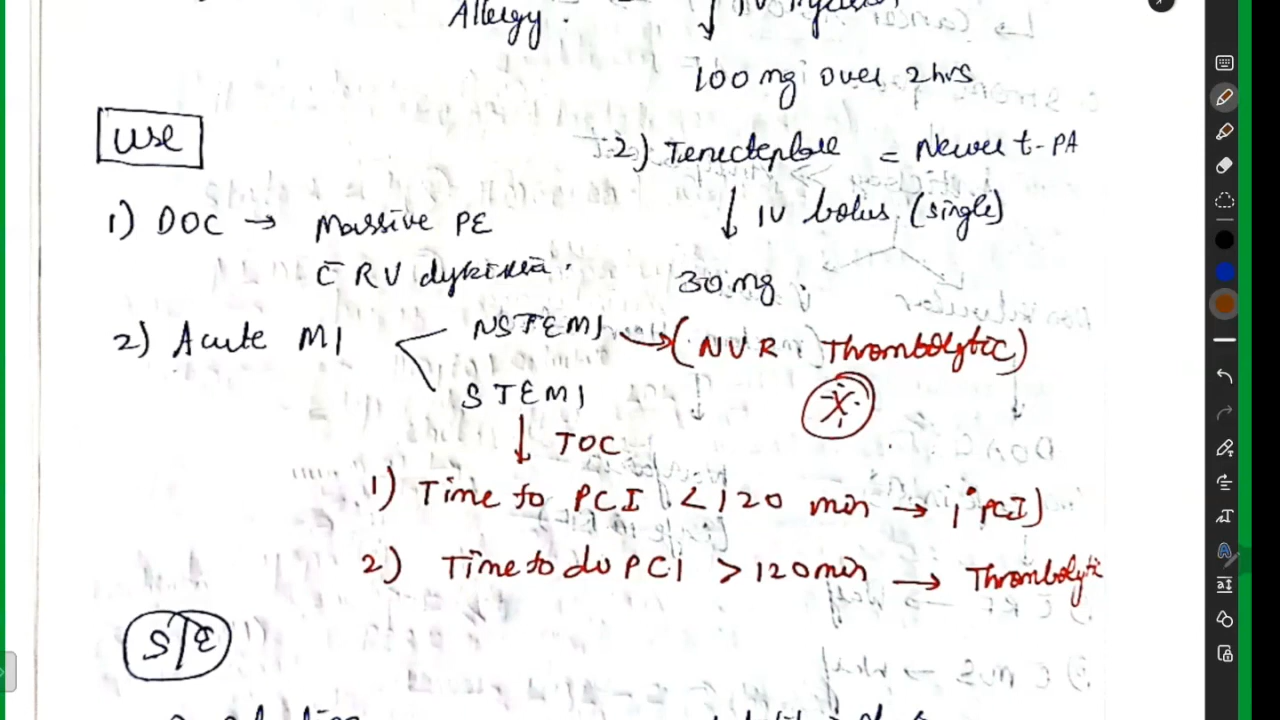 Allergy.
100 mg over 2 hrs
Use
2) Tenecteplase = Newer t-PA
↓ IV bolus (single)
30 mg.
1) DOC → Massive PE
c̄ RV dykinesia.
2) Acute MI
NSTEMI → (NVR Thrombolytic)
X
STEMI
↓ TOC
1) Time to PCI < 120 min → 1° PCI)
2) Time to do PCI > 120 min → Thrombolytic
S/E